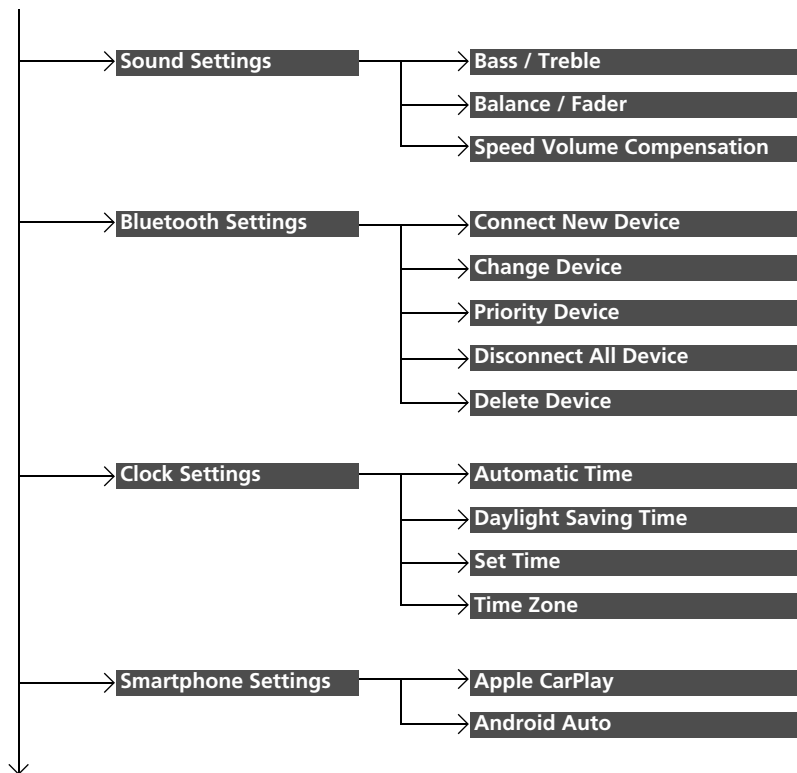 Sound Settings
Bass / Treble
Balance / Fader
Speed Volume Compensation
Bluetooth Settings
Connect New Device
Change Device
Priority Device
Disconnect All Device
Delete Device
Clock Settings
Automatic Time
Daylight Saving Time
Set Time
Time Zone
Smartphone Settings
Apple CarPlay
Android Auto